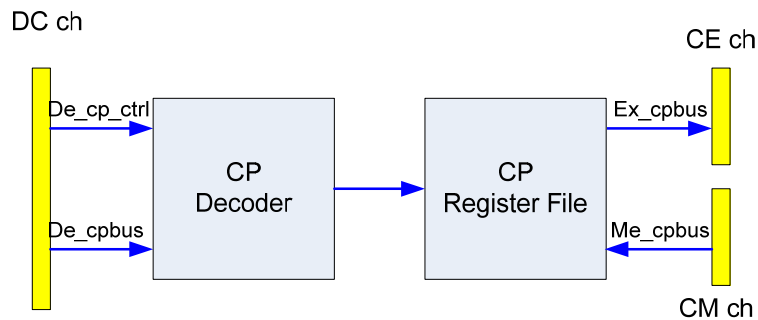 DC ch
CE ch
De_cp_ctrl
Ex_cpbus
CP
Decoder
CP
Register File
De_cpbus
Me_cpbus
CM ch